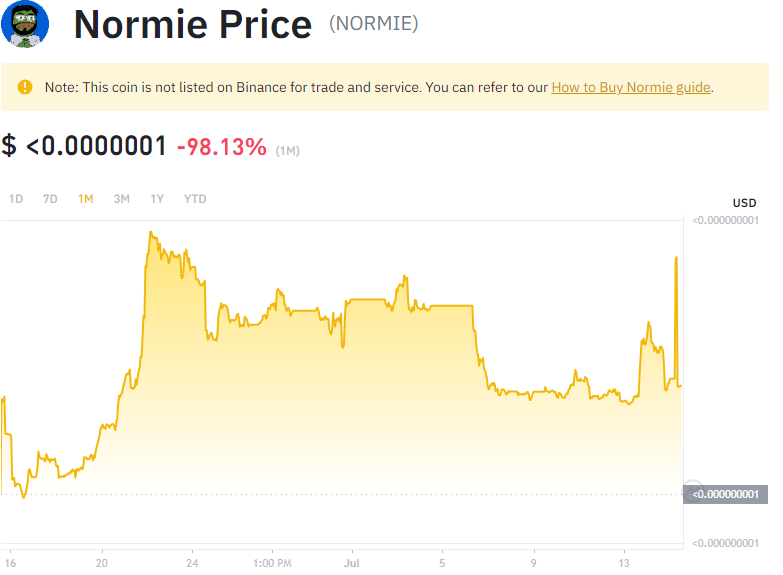 Normie Price (NORMIE)
Note: This coin is not listed on Binance for trade and service. You can refer to our How to Buy Normie guide.
$ <0.0000001 -98.13% (1M)
1D 7D 1M 3M 1Y YTD
USD
<0.000000001
<0.000000001
<0.000000001
16 20 24 1:00 PM Jul 5 9 13